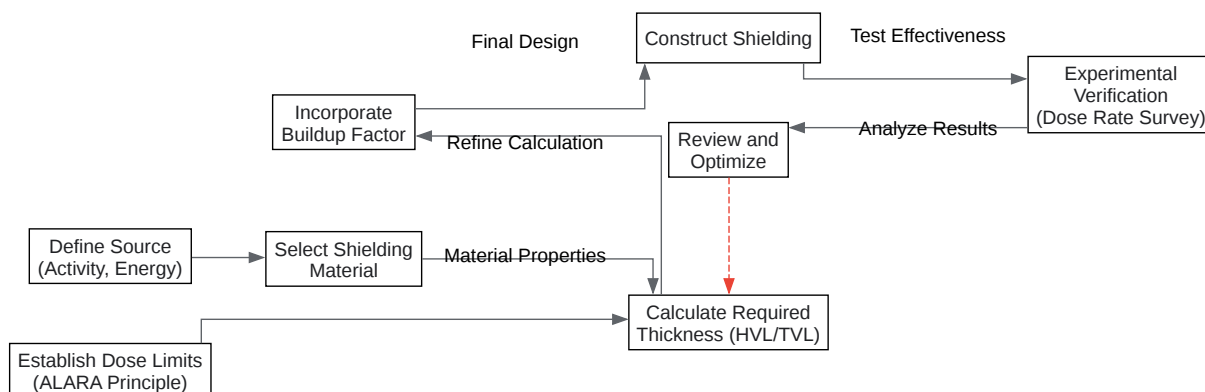 Final Design
Construct Shielding
Test Effectiveness
Experimental
Verification
(Dose Rate Survey)
Incorporate
Buildup Factor
Refine Calculation
Review and
Optimize
Analyze Results
Define Source
(Activity, Energy)
Select Shielding
Material
Material Properties
Calculate Required
Thickness (HVL/TVL)
Establish Dose Limits
(ALARA Principle)